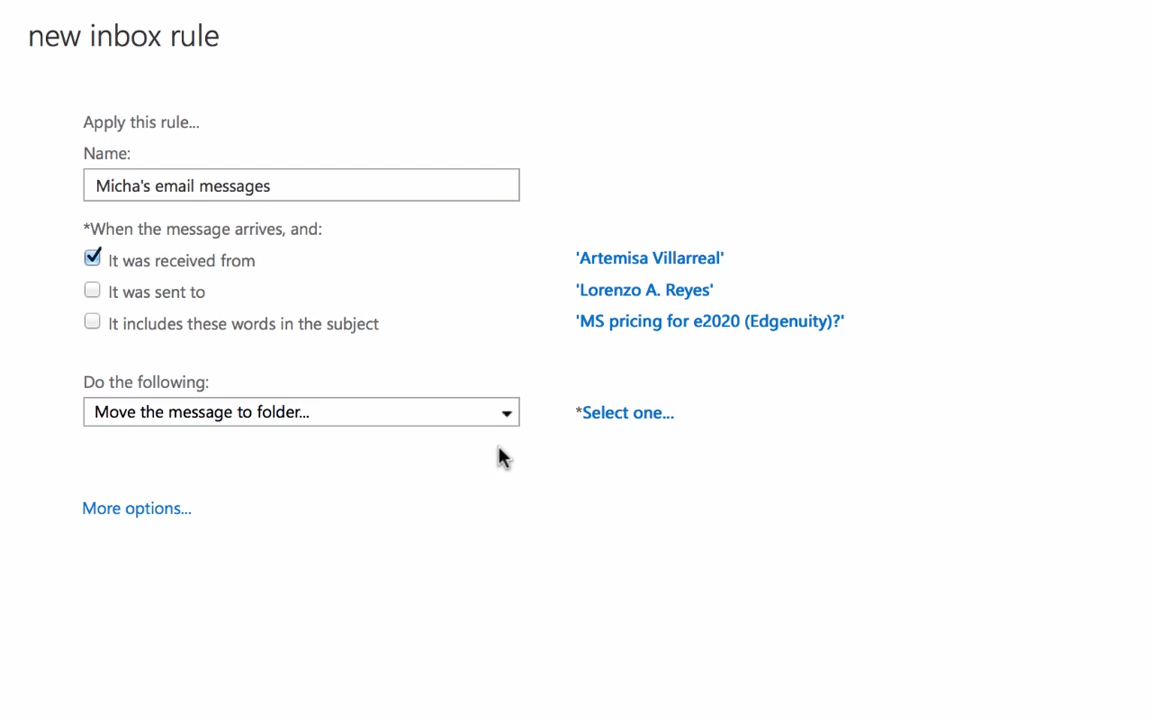 new inbox rule
Apply this rule...
Name:
Micha's email messages
*When the message arrives, and:
It was received from
'Artemisa Villarreal'
It was sent to
'Lorenzo A. Reyes'
It includes these words in the subject
'MS pricing for e2020 (Edgenuity)?'
Do the following:
Move the message to folder...
*Select one...
More options...